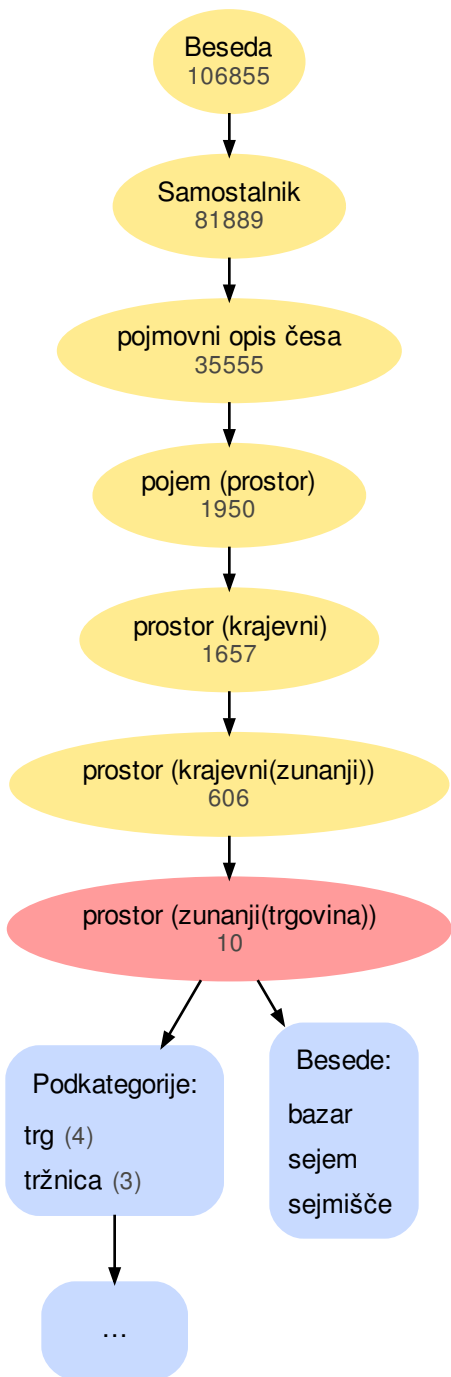 Beseda
106855
Samostalnik
81889
pojmovni opis česa
35555
pojem (prostor)
1950
prostor (krajevni)
1657
prostor (krajevni(zunanji))
606
prostor (zunanji(trgovina))
10
Podkategorije:
trg (4)
tržnica (3)
Besede:
bazar
sejem
sejmišče
...